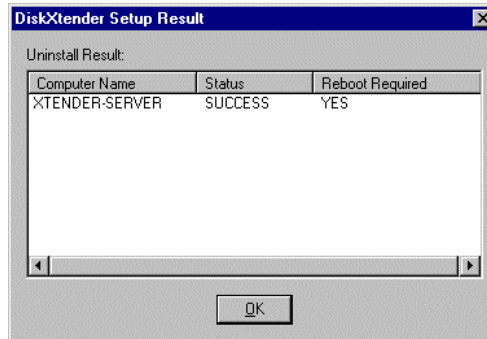 DiskXtender Setup Result
Uninstall Result:
Computer Name Status Reboot Required
XTENDER-SERVER SUCCESS YES
OK